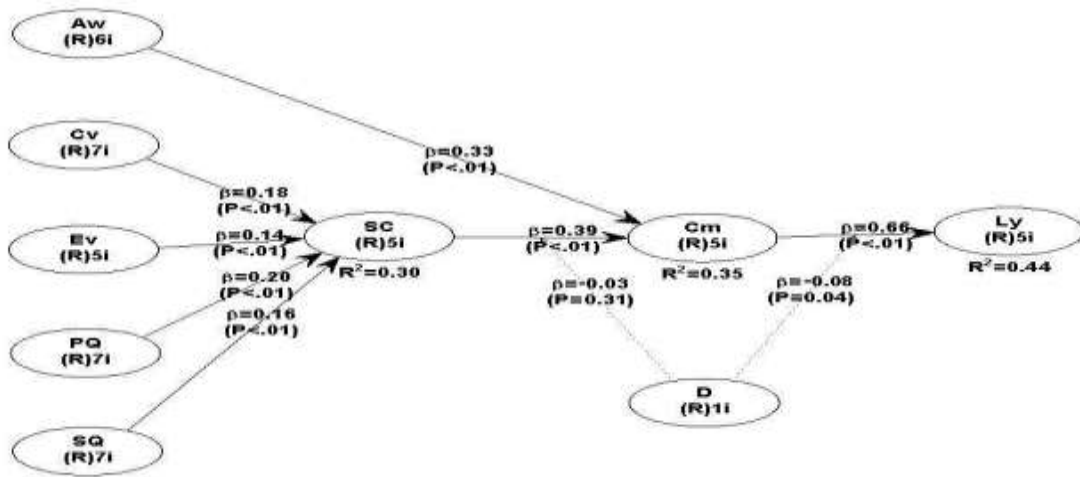 Aw
(R)6i
Cv
(R)7i
Ev
(R)5i
PQ
(R)7i
SQ
(R)7i
β=0.33
(P<.01)
β=0.18
(P<.01)
β=0.14
(P<.01)
β=0.20
(P<.01)
β=0.16
(P<.01)
SC
(R)5i
R²=0.30
β=0.39
(P<.01)
Cm
(R)5i
R²=0.35
β=0.66
(P<.01)
Ly
(R)5i
R²=0.44
β=-0.03
(P=0.31)
β=-0.08
(P=0.04)
D
(R)1i